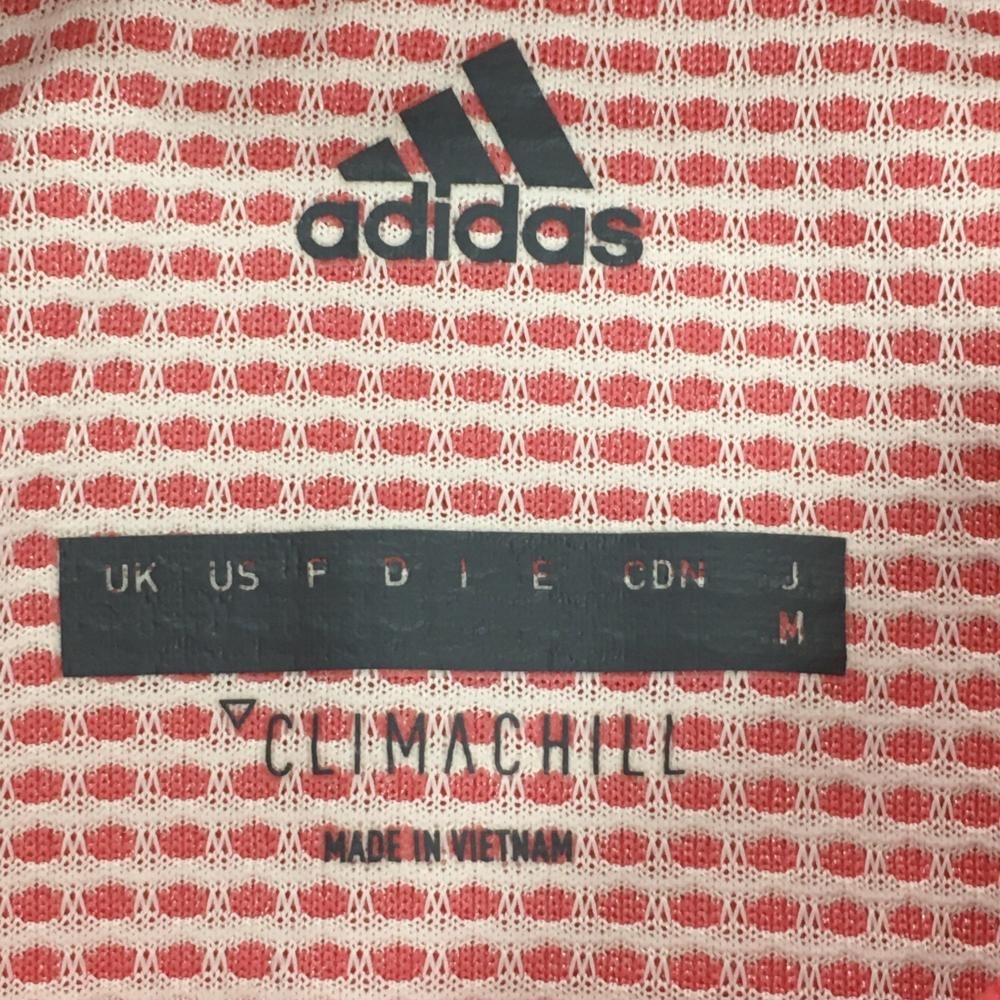 adidas
UK US F D I E CDN J
M
CLIMACHILL
MADE IN VIETNAM